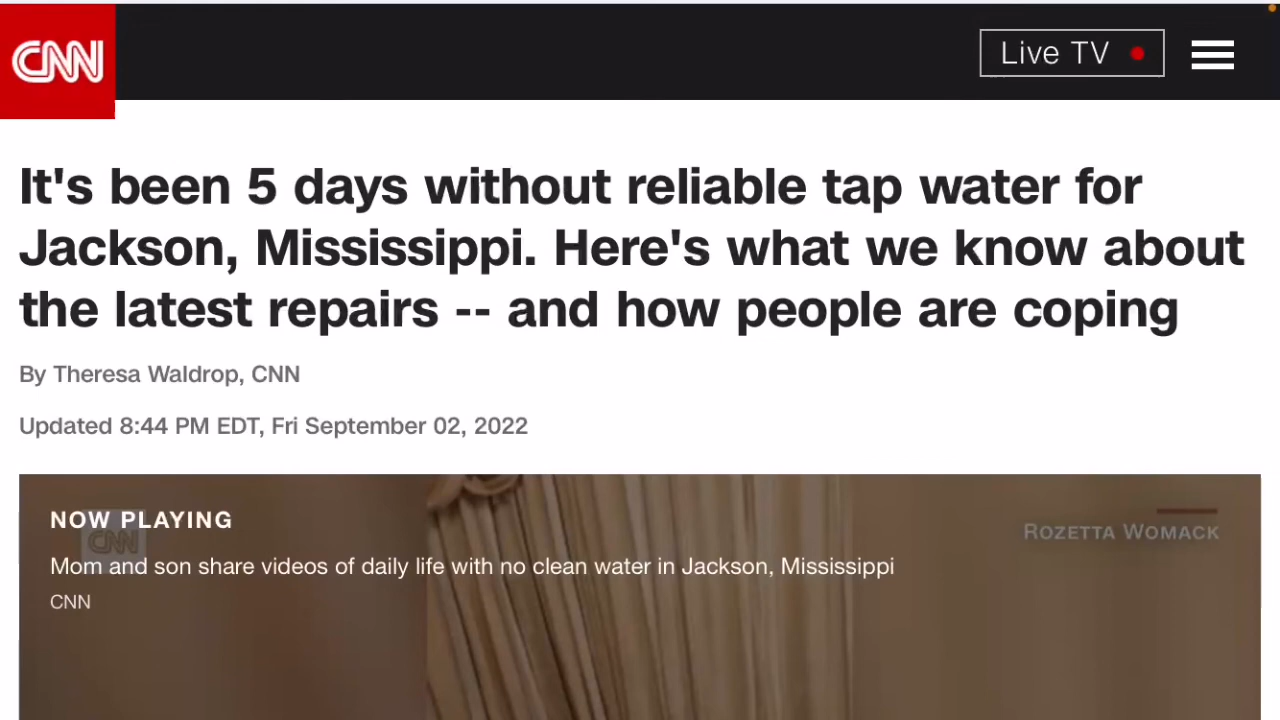 CNN
Live TV
It's been 5 days without reliable tap water for
Jackson, Mississippi. Here's what we know about
the latest repairs -- and how people are coping
By Theresa Waldrop, CNN
Updated 8:44 PM EDT, Fri September 02, 2022
NOW PLAYING
CNN
ROZETTA WOMACK
Mom and son share videos of daily life with no clean water in Jackson, Mississippi
CNN